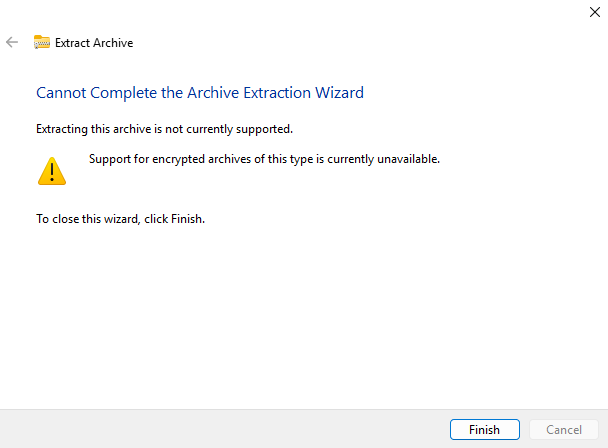 Extract Archive
Cannot Complete the Archive Extraction Wizard
Extracting this archive is not currently supported.
Support for encrypted archives of this type is currently unavailable.
To close this wizard, click Finish.
Finish
Cancel